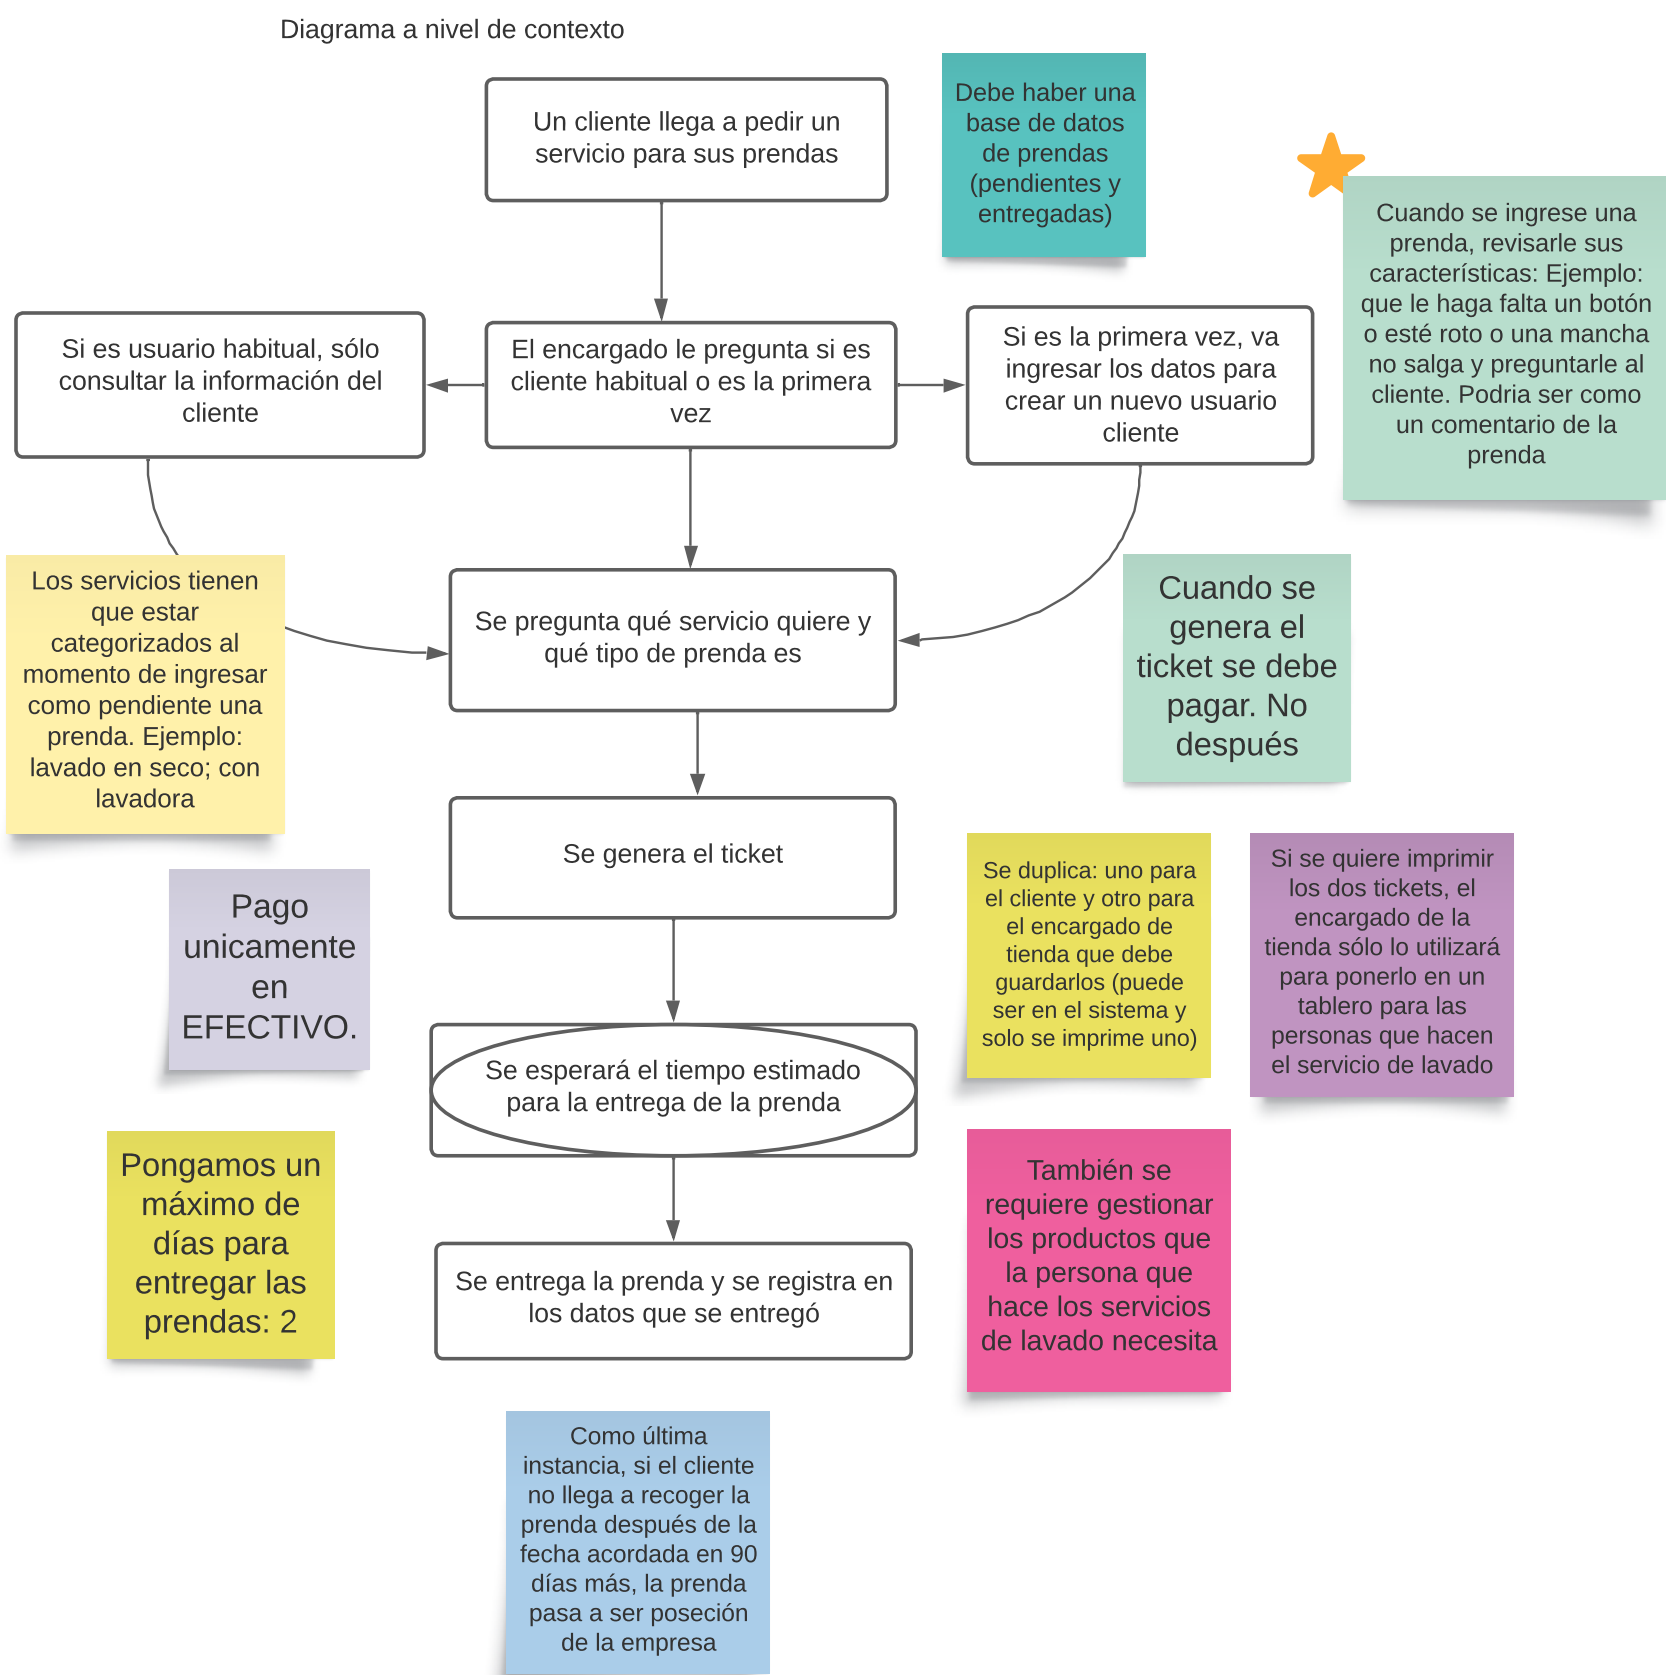 Diagrama a nivel de contexto
Un cliente llega a pedir un
servicio para sus prendas
Debe haber una
base de datos
de prendas
(pendientes y
entregadas)
Cuando se ingrese una
prenda, revisarle sus
características: Ejemplo:
que le haga falta un botón
o esté roto o una mancha
no salga y preguntarle al
cliente. Podria ser como
un comentario de la
prenda
Si es usuario habitual, sólo
consultar la información del
cliente
El encargado le pregunta si es
cliente habitual o es la primera
vez
Si es la primera vez, va
ingresar los datos para
crear un nuevo usuario
cliente
Los servicios tienen
que estar
categorizados al
momento de ingresar
como pendiente una
prenda. Ejemplo:
lavado en seco; con
lavadora
Se pregunta qué servicio quiere y
qué tipo de prenda es
Cuando se
genera el
ticket se debe
pagar. No
después
Se genera el ticket
Pago
unicamente
en
EFECTIVO.
Se duplica: uno para
el cliente y otro para
el encargado de
tienda que debe
guardarlos (puede
ser en el sistema y
solo se imprime uno)
Si se quiere imprimir
los dos tickets, el
encargado de la
tienda sólo lo utilizará
para ponerlo en un
tablero para las
personas que hacen
el servicio de lavado
Se esperará el tiempo estimado
para la entrega de la prenda
Pongamos un
máximo de
días para
entregar las
prendas: 2
También se
requiere gestionar
los productos que
la persona que
hace los servicios
de lavado necesita
Se entrega la prenda y se registra en
los datos que se entregó
Como última
instancia, si el cliente
no llega a recoger la
prenda después de la
fecha acordada en 90
días más, la prenda
pasa a ser poseción
de la empresa